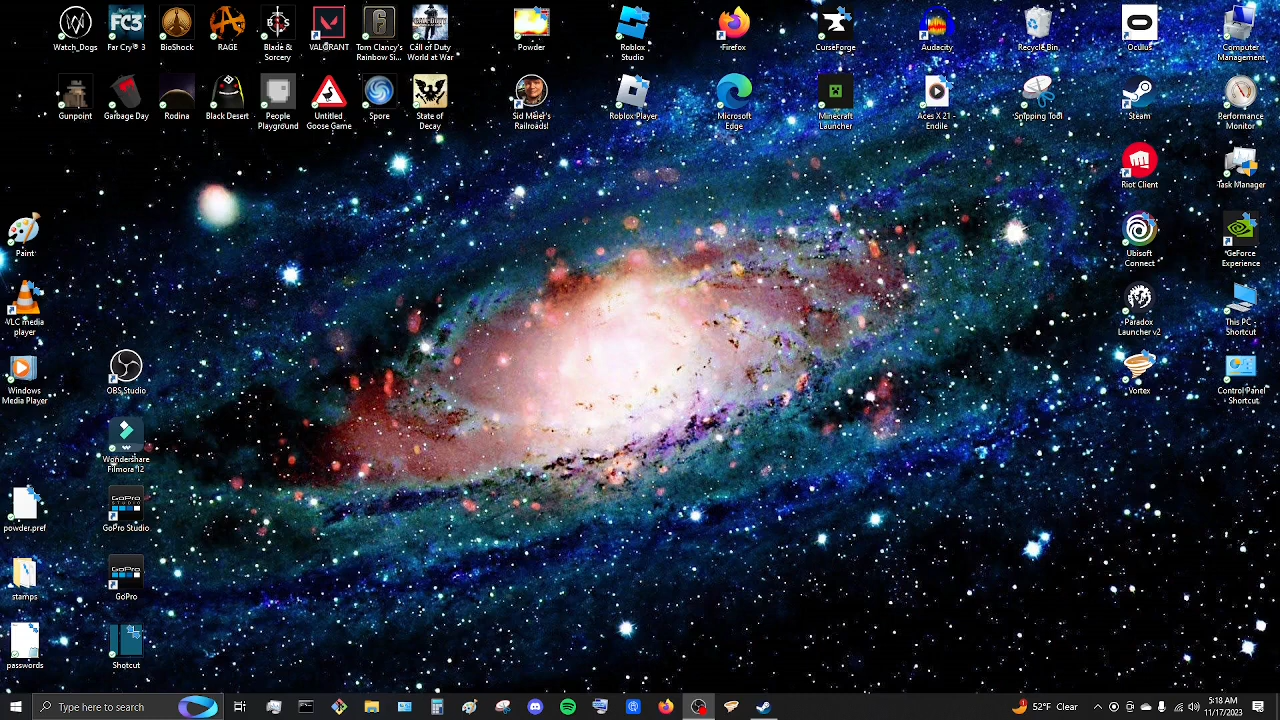 Watch_Dogs
Far Cry® 3
BioShock
RAGE
Blade &
Sorcery
VALORANT
Tom Clancy's
Rainbow Si...
Call of Duty
World at War
Powder
Roblox
Studio
Firefox
CurseForge
Audacity
Recycle Bin
Oculus
Computer
Management
Gunpoint
Garbage Day
Rodina
Black Desert
People
Playground
Untitled
Goose Game
Spore
State of
Decay
Sid Meier's
Railroads!
Roblox Player
Microsoft
Edge
Minecraft
Launcher
Aces X 21 -
Endile
Snipping Tool
Steam
Performance
Monitor
Riot Client
Task Manager
Paint
Ubisoft
Connect
GeForce
Experience
VLC media
player
Paradox
Launcher v2
This PC -
Shortcut
Windows
Media Player
OBS Studio
Vortex
Control Panel
- Shortcut
Wondershare
Filmora 12
powder.pref
GoPro Studio
stamps
GoPro
passwords
Shotcut
Type here to search
52°F Clear
5:18 AM
11/17/2023